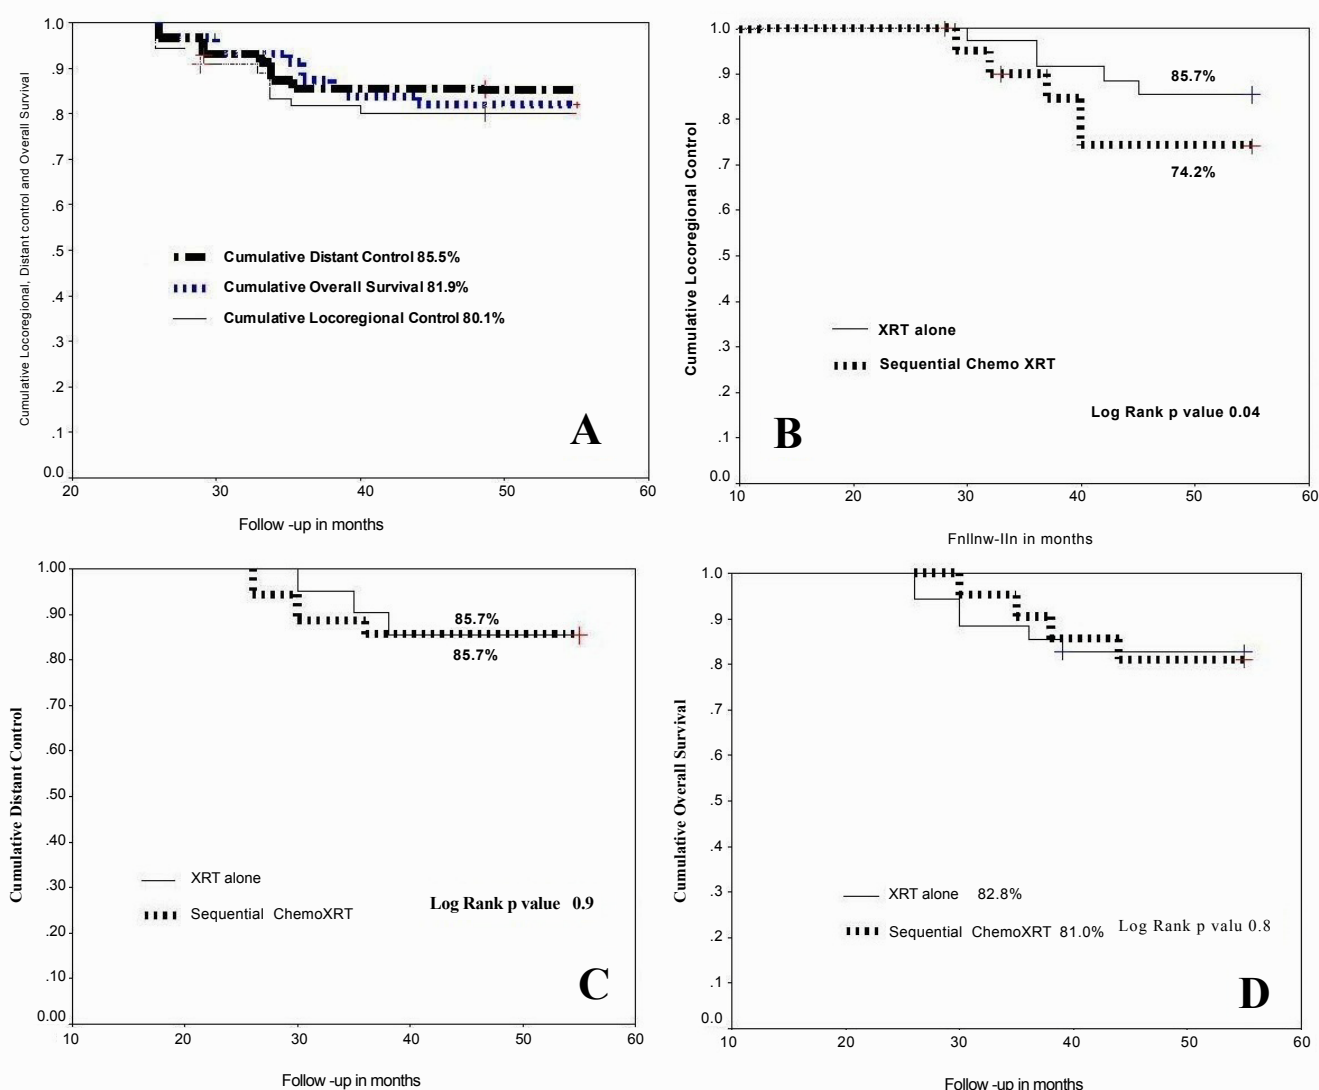 Cumulative Locoregional, Distant control and Overall Survival
1.0
.9
.8
.7
.6
.5
.4
.3
.2
.1
0.0
Cumulative Distant Control 85.5%
Cumulative Overall Survival 81.9%
Cumulative Locoregional Control 80.1%
A
20 30 40 50 60
Follow -up in months
Cumulative Locoregional Control
1.0
.9
.8
.7
.6
.5
.4
.3
.2
.1
0.0
85.7%
74.2%
XRT alone
Sequential Chemo XRT
Log Rank p value 0.04
B
10 20 30 40 50 60
Fnllnw-IIn in months
Cumulative Distant Control
1.00
.90
.80
.70
.60
.50
.40
.30
.20
.10
0.00
85.7%
85.7%
XRT alone
Sequential ChemoXRT
Log Rank p value 0.9
C
10 20 30 40 50 60
Follow -up in months
Cumulative Overall Survival
1.0
.9
.8
.7
.6
.5
.4
.3
.2
.1
0.0
XRT alone 82.8%
Sequential ChemoXRT 81.0%
Log Rank p valu 0.8
D
10 20 30 40 50 60
Follow -up in months